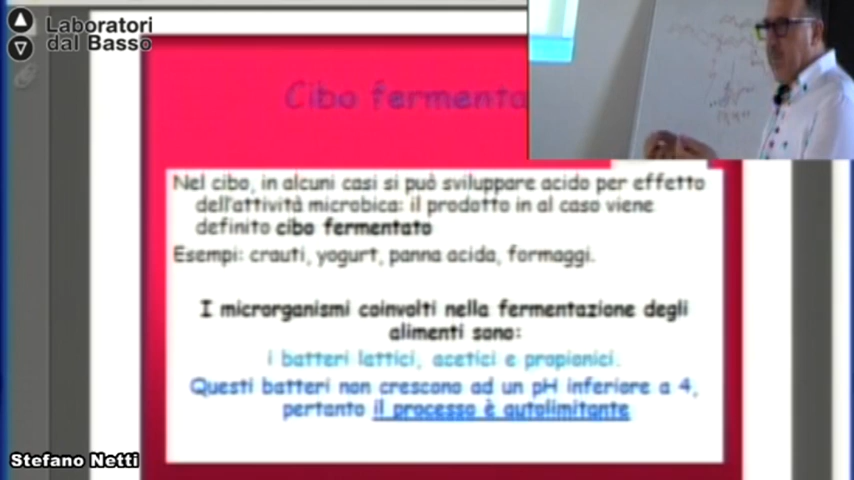 Laboratori
dal Basso
Cibo fermenta
Nel cibo, in alcuni casi si può sviluppare acido per effetto
dell'attività microbica: il prodotto in al caso viene
definito cibo fermentato
Esempi: crauti, yogurt, panna acida, formaggi.
I microrganismi coinvolti nella fermentazione degli
alimenti sono:
i batteri lattici, acetici e propionici.
Questi batteri non crescono ad un pH inferiore a 4,
pertanto il processo è autolimitante
Stefano Netti